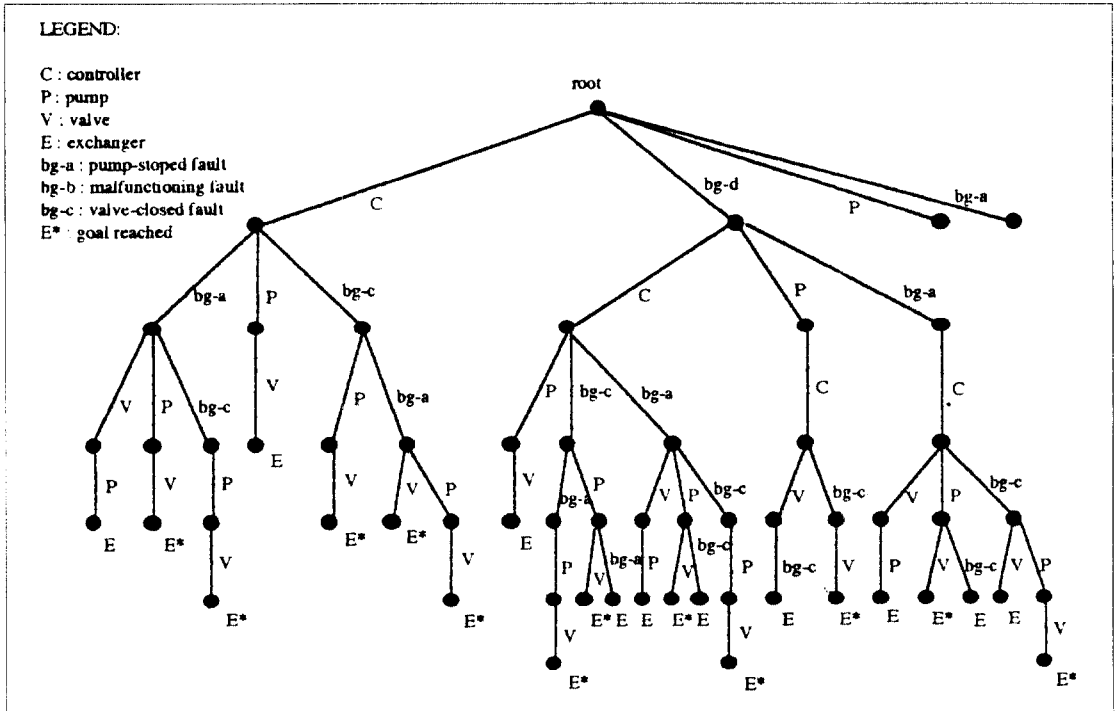 LEGEND:
C : controller
P : pump
V : valve
E : exchanger
bg-a : pump-stoped fault
bg-b : malfunctioning fault
bg-c : valve-closed fault
E* : goal reached
root
C
bg-d
P
bg-a
bg-a
P
bg-c
C
P
bg-a
V
P
bg-c
V
P
bg-a
P
bg-c
bg-a
C
C
E
P
V
P
V
V
P
V
bg-a
P
V
P
bg-c
V
bg-c
V
P
bg-c
E
E*
V
E*
E*
V
E
P
V
bg-a
P
V
bg-c
P
bg-c
V
P
V
bg-c
V
P
E*
E*
V
E*
E
E
E*
E
V
E
E*
E
E*
E
E
V
E*
E*
E*